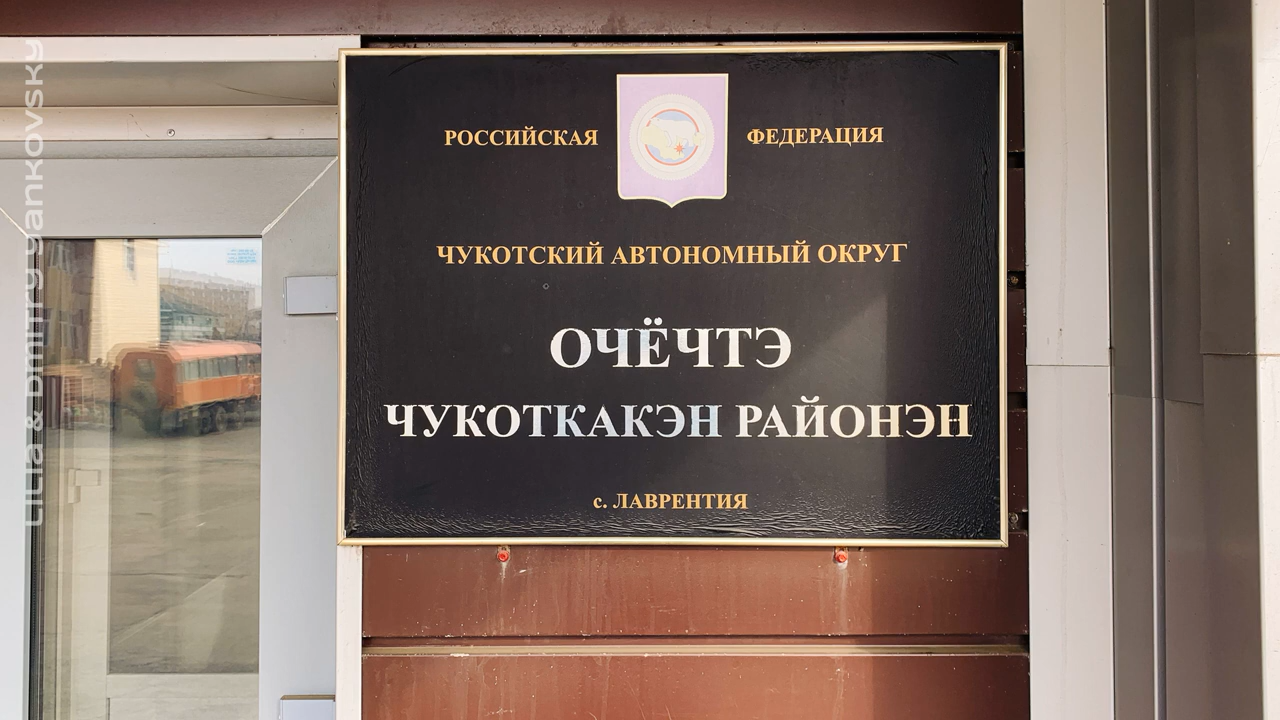 РОССИЙСКАЯ ФЕДЕРАЦИЯ
ЧУКОТСКИЙ АВТОНОМНЫЙ ОКРУГ
ОЧЁЧТЭ
ЧУКОТКАКЭН РАЙОНЭН
с. ЛАВРЕНТИЯ
Lilia & Dmitry Yankovsky